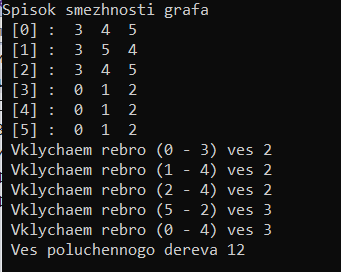 Spisok smezhnosti grafa
[0] : 3 4 5
[1] : 3 5 4
[2] : 3 4 5
[3] : 0 1 2
[4] : 0 1 2
[5] : 0 1 2
Vklychaem rebro (0 - 3) ves 2
Vklychaem rebro (1 - 4) ves 2
Vklychaem rebro (2 - 4) ves 2
Vklychaem rebro (5 - 2) ves 3
Vklychaem rebro (0 - 4) ves 3
Ves poluchennogo dereva 12